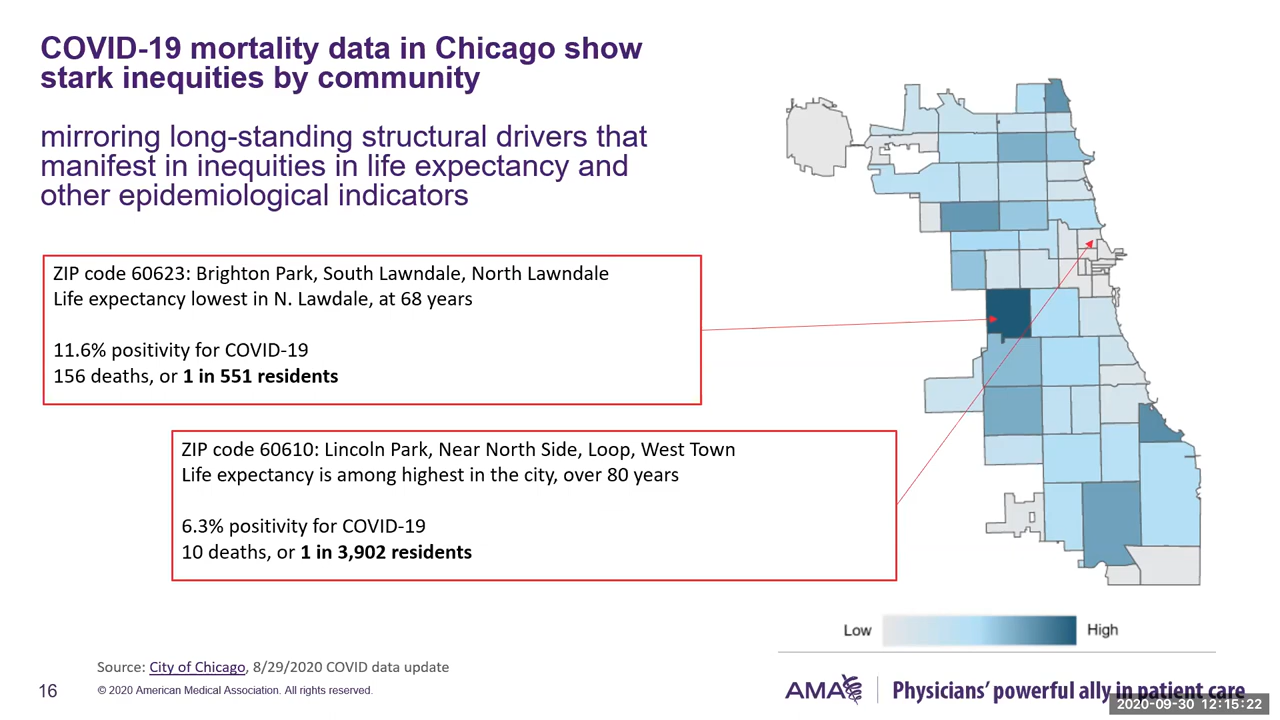 COVID-19 mortality data in Chicago show
stark inequities by community
mirroring long-standing structural drivers that
manifest in inequities in life expectancy and
other epidemiological indicators
ZIP code 60623: Brighton Park, South Lawndale, North Lawndale
Life expectancy lowest in N. Lawdale, at 68 years
11.6% positivity for COVID-19
156 deaths, or 1 in 551 residents
ZIP code 60610: Lincoln Park, Near North Side, Loop, West Town
Life expectancy is among highest in the city, over 80 years
6.3% positivity for COVID-19
10 deaths, or 1 in 3,902 residents
Low
High
Source: City of Chicago, 8/29/2020 COVID data update
16
© 2020 American Medical Association. All rights reserved.
AMA
Physicians' powerful ally in patient care
2020-09-30 12:15:22